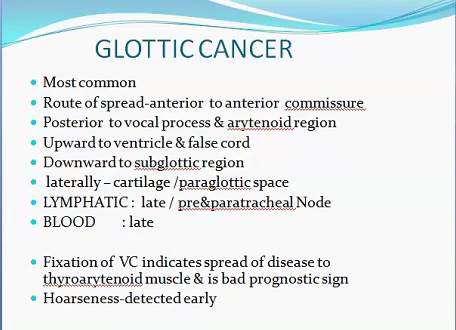 GLOTTIC CANCER
Most common
Route of spread-anterior to anterior commissure
Posterior to vocal process & arytenoid region
Upward to ventricle & false cord
Downward to subglottic region
laterally – cartilage /paraglottic space
LYMPHATIC : late / pre&paratracheal Node
BLOOD : late
Fixation of VC indicates spread of disease to
thyroarytenoid muscle & is bad prognostic sign
Hoarseness-detected early